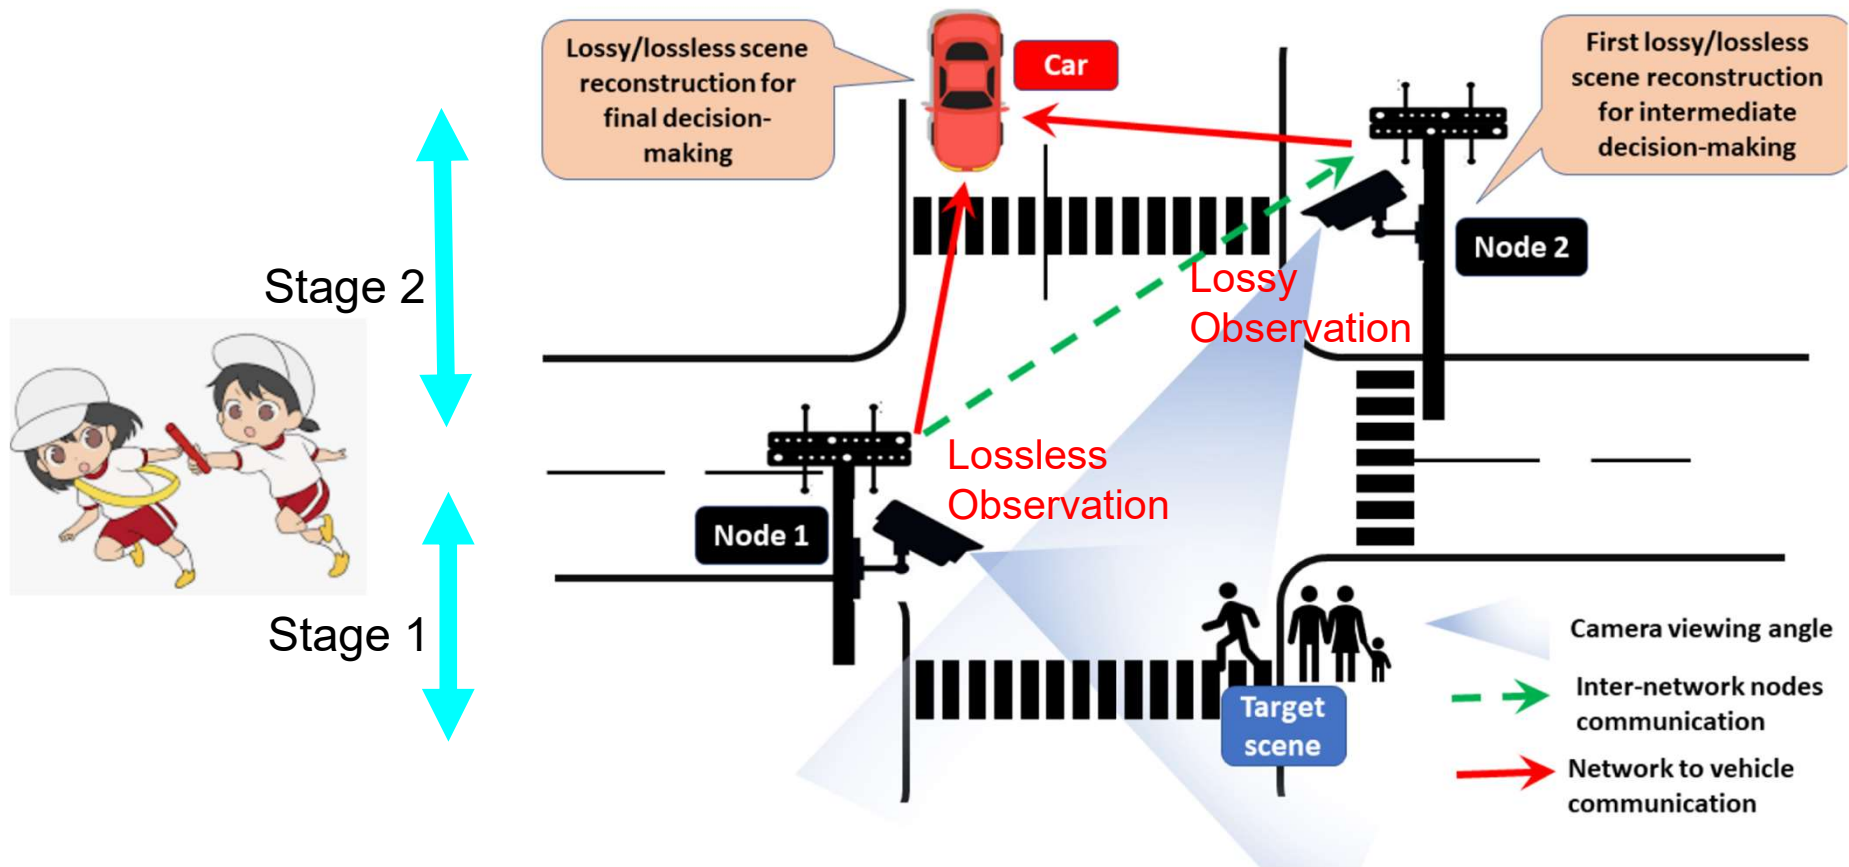 Lossy/lossless scene
reconstruction for
final decision-
making
Car
First lossy/lossless
scene reconstruction
for intermediate
decision-making
Node 2
Stage 2
Lossy
Observation
Lossless
Observation
Node 1
Stage 1
Target
scene
Camera viewing angle
Inter-network nodes
communication
Network to vehicle
communication